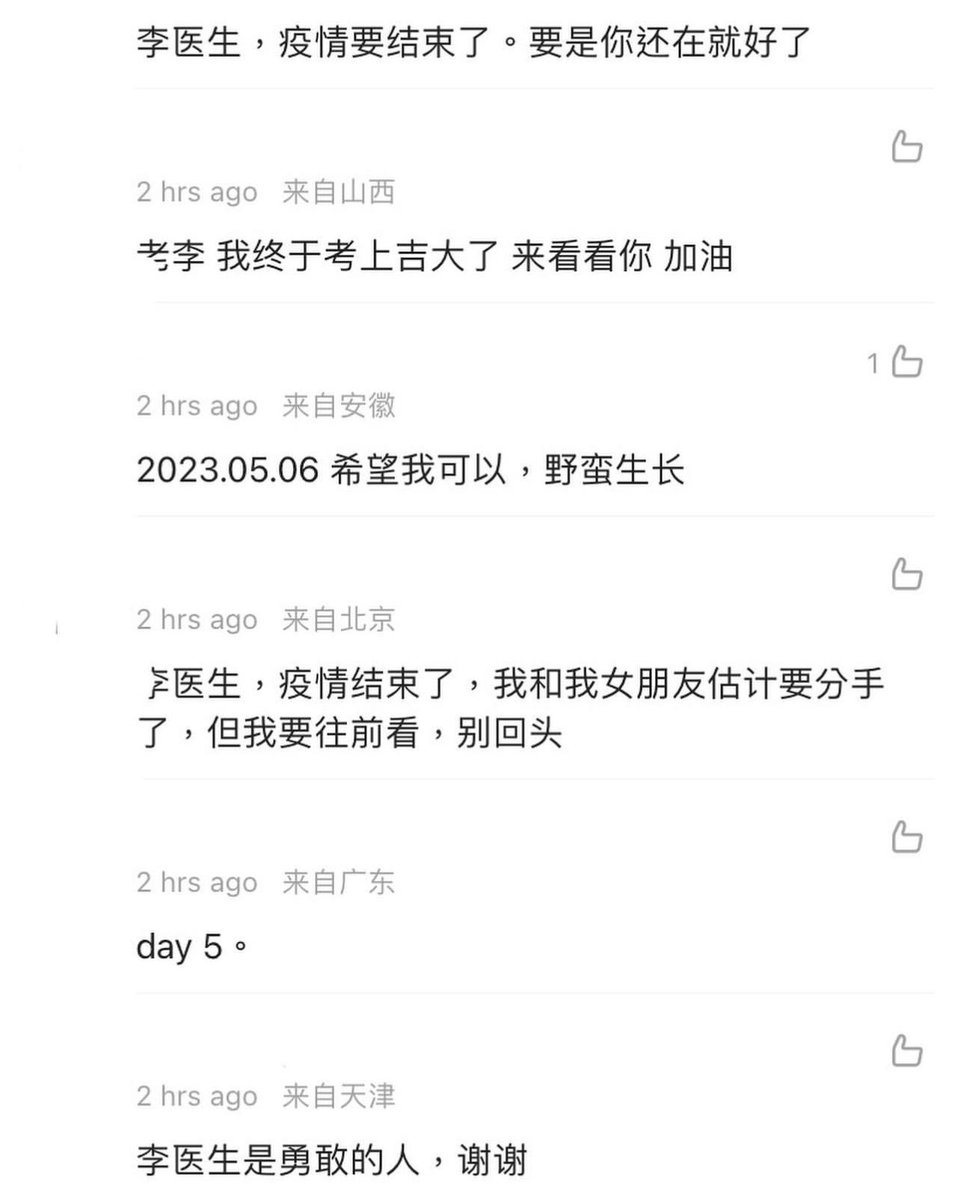 李医生，疫情要结束了。要是你还在就好了
2 hrs ago 来自山西
老李 我终于考上吉大了 来看看你 加油
1
2 hrs ago 来自安徽
2023.05.06 希望我可以，野蛮生长
2 hrs ago 来自北京
李医生，疫情结束了，我和我女朋友估计要分手
了，但我要往前看，别回头
2 hrs ago 来自广东
day 5。
2 hrs ago 来自天津
李医生是勇敢的人，谢谢